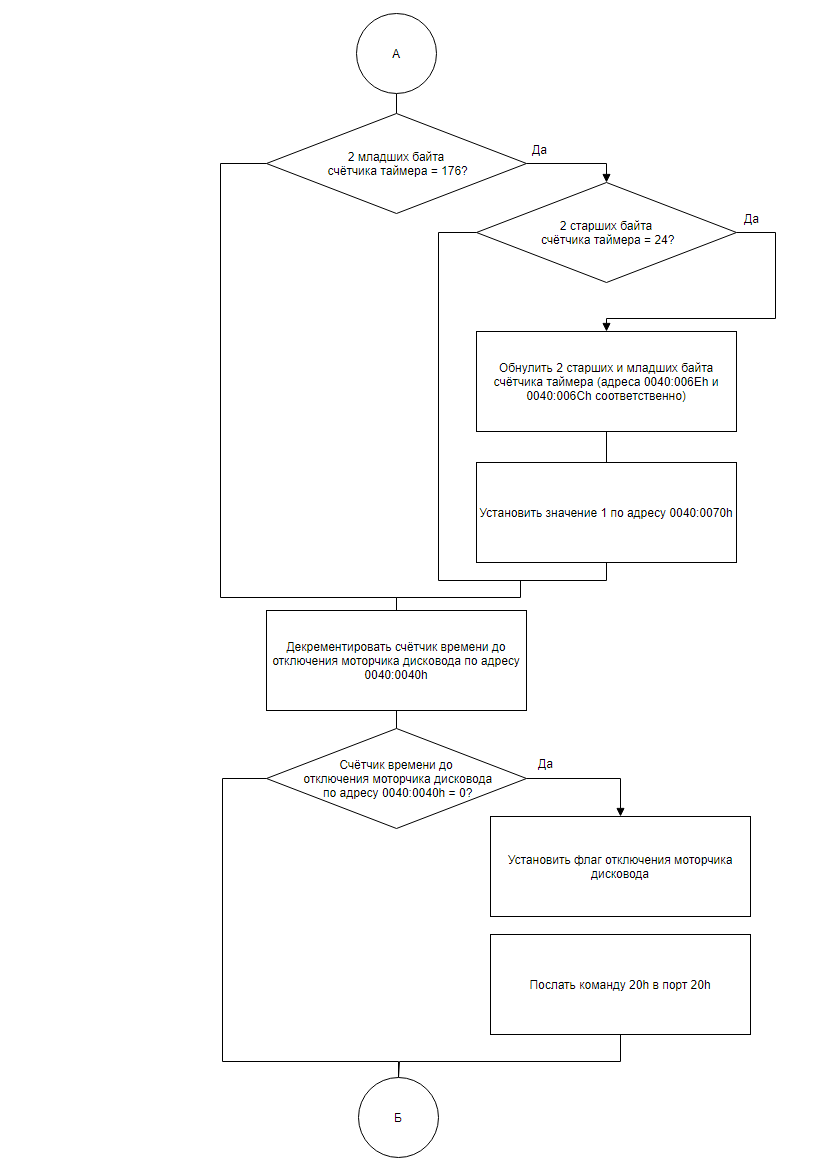 А
2 младших байта
счётчика таймера = 176?
Да
2 старших байта
счётчика таймера = 24?
Да
Обнулить 2 старших и младших байта
счётчика таймера (адреса 0040:006Eh и
0040:006Ch соответственно)
Установить значение 1 по адресу 0040:0070h
Декрементировать счётчик времени до
отключения моторчика дисковода по адресу
0040:0040h
Счётчик времени до
отключения моторчика дисковода
по адресу 0040:0040h = 0?
Да
Установить флаг отключения моторчика
дисковода
Послать команду 20h в порт 20h
Б